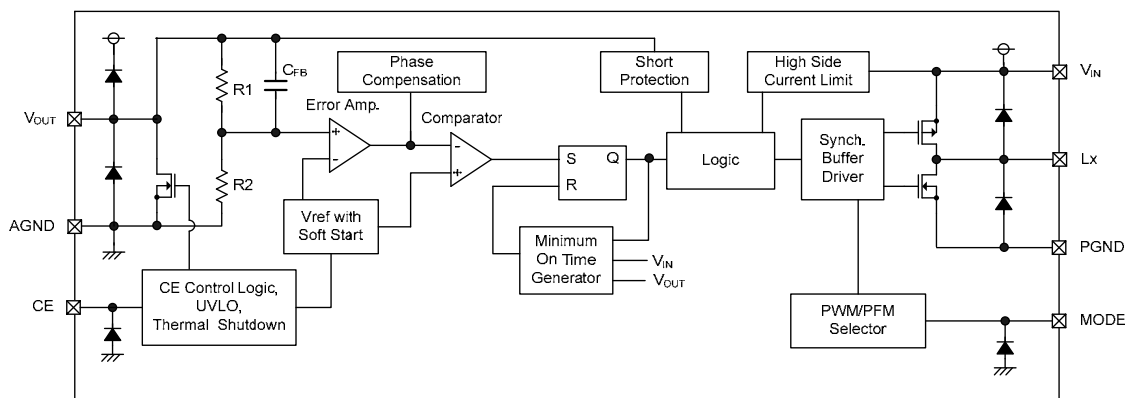 Phase
Compensation
Short
Protection
High Side
Current Limit
VIN
CFB
R1
Error Amp.
Comparator
VOUT
+
-
-
+
S
Q
R
Logic
Synch.
Buffer
Driver
Lx
R2
AGND
Vref with
Soft Start
Minimum
On Time
Generator
VIN
VOUT
PGND
CE
CE Control Logic,
UVLO,
Thermal Shutdown
PWM/PFM
Selector
MODE